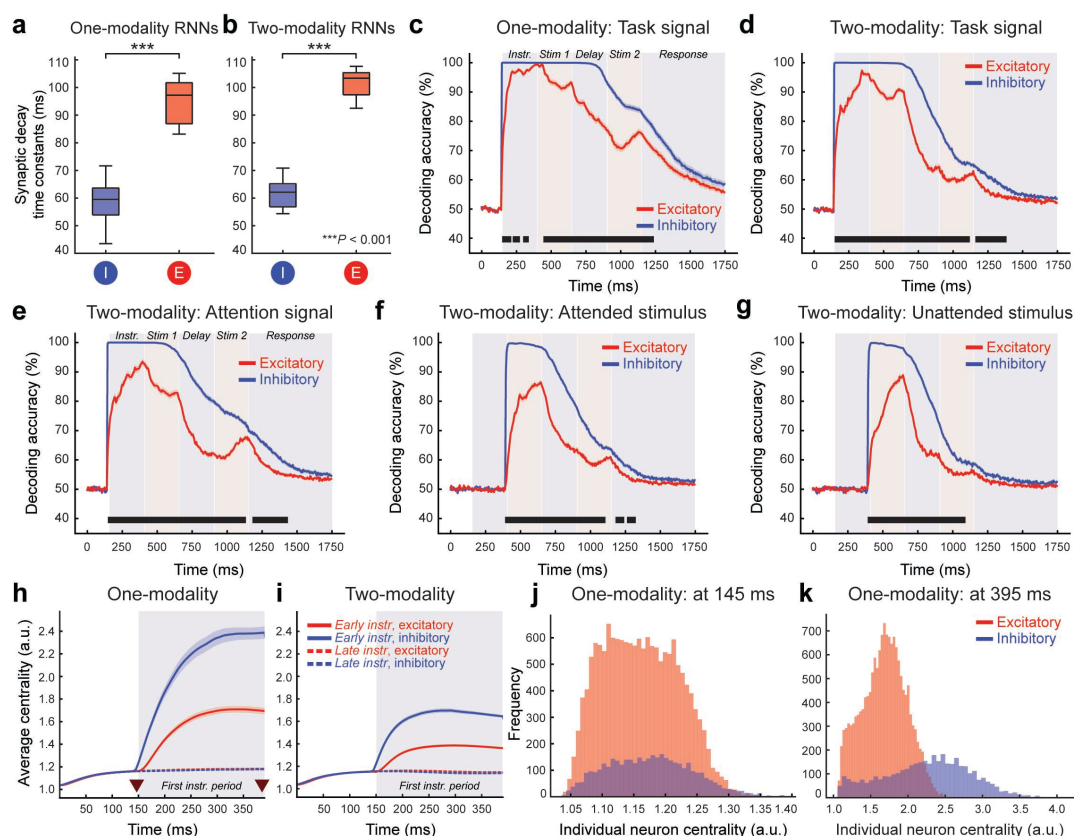 a One-modality RNNs
b Two-modality RNNs
c One-modality: Task signal
d Two-modality: Task signal
***
***
Synaptic decay
time constants (ms)
110
100
90
80
70
60
50
40
I
E
110
100
90
80
70
60
50
40
***P < 0.001
I
E
Instr. Stim 1 Delay Stim 2 Response
Decoding accuracy (%)
100
90
80
70
60
50
40
Excitatory
Inhibitory
0 250 500 750 1000 1250 1500 1750
Time (ms)
Decoding accuracy (%)
100
90
80
70
60
50
40
Excitatory
Inhibitory
0 250 500 750 1000 1250 1500 1750
Time (ms)
e Two-modality: Attention signal
Instr. Stim 1 Delay Stim 2 Response
Decoding accuracy (%)
100
90
80
70
60
50
40
Excitatory
Inhibitory
0 250 500 750 1000 1250 1500 1750
Time (ms)
f Two-modality: Attended stimulus
Decoding accuracy (%)
100
90
80
70
60
50
40
Excitatory
Inhibitory
0 250 500 750 1000 1250 1500 1750
Time (ms)
g Two-modality: Unattended stimulus
Decoding accuracy (%)
100
90
80
70
60
50
40
Excitatory
Inhibitory
0 250 500 750 1000 1250 1500 1750
Time (ms)
h One-modality
Average centrality (a.u.)
2.4
2.2
2.0
1.8
1.6
1.4
1.2
1.0
First instr. period
50 150 250 350
Time (ms)
i Two-modality
2.4
2.2
2.0
1.8
1.6
1.4
1.2
1.0
Early instr, excitatory
Early instr, inhibitory
Late instr, excitatory
Late instr, inhibitory
First instr. period
50 150 250 350
Time (ms)
j One-modality: at 145 ms
Frequency
600
500
400
300
200
100
0
1.05 1.10 1.15 1.20 1.25 1.30 1.35 1.40
Individual neuron centrality (a.u.)
k One-modality: at 395 ms
700
600
500
400
300
200
100
0
Excitatory
Inhibitory
1.0 1.5 2.0 2.5 3.0 3.5 4.0
Individual neuron centrality (a.u.)